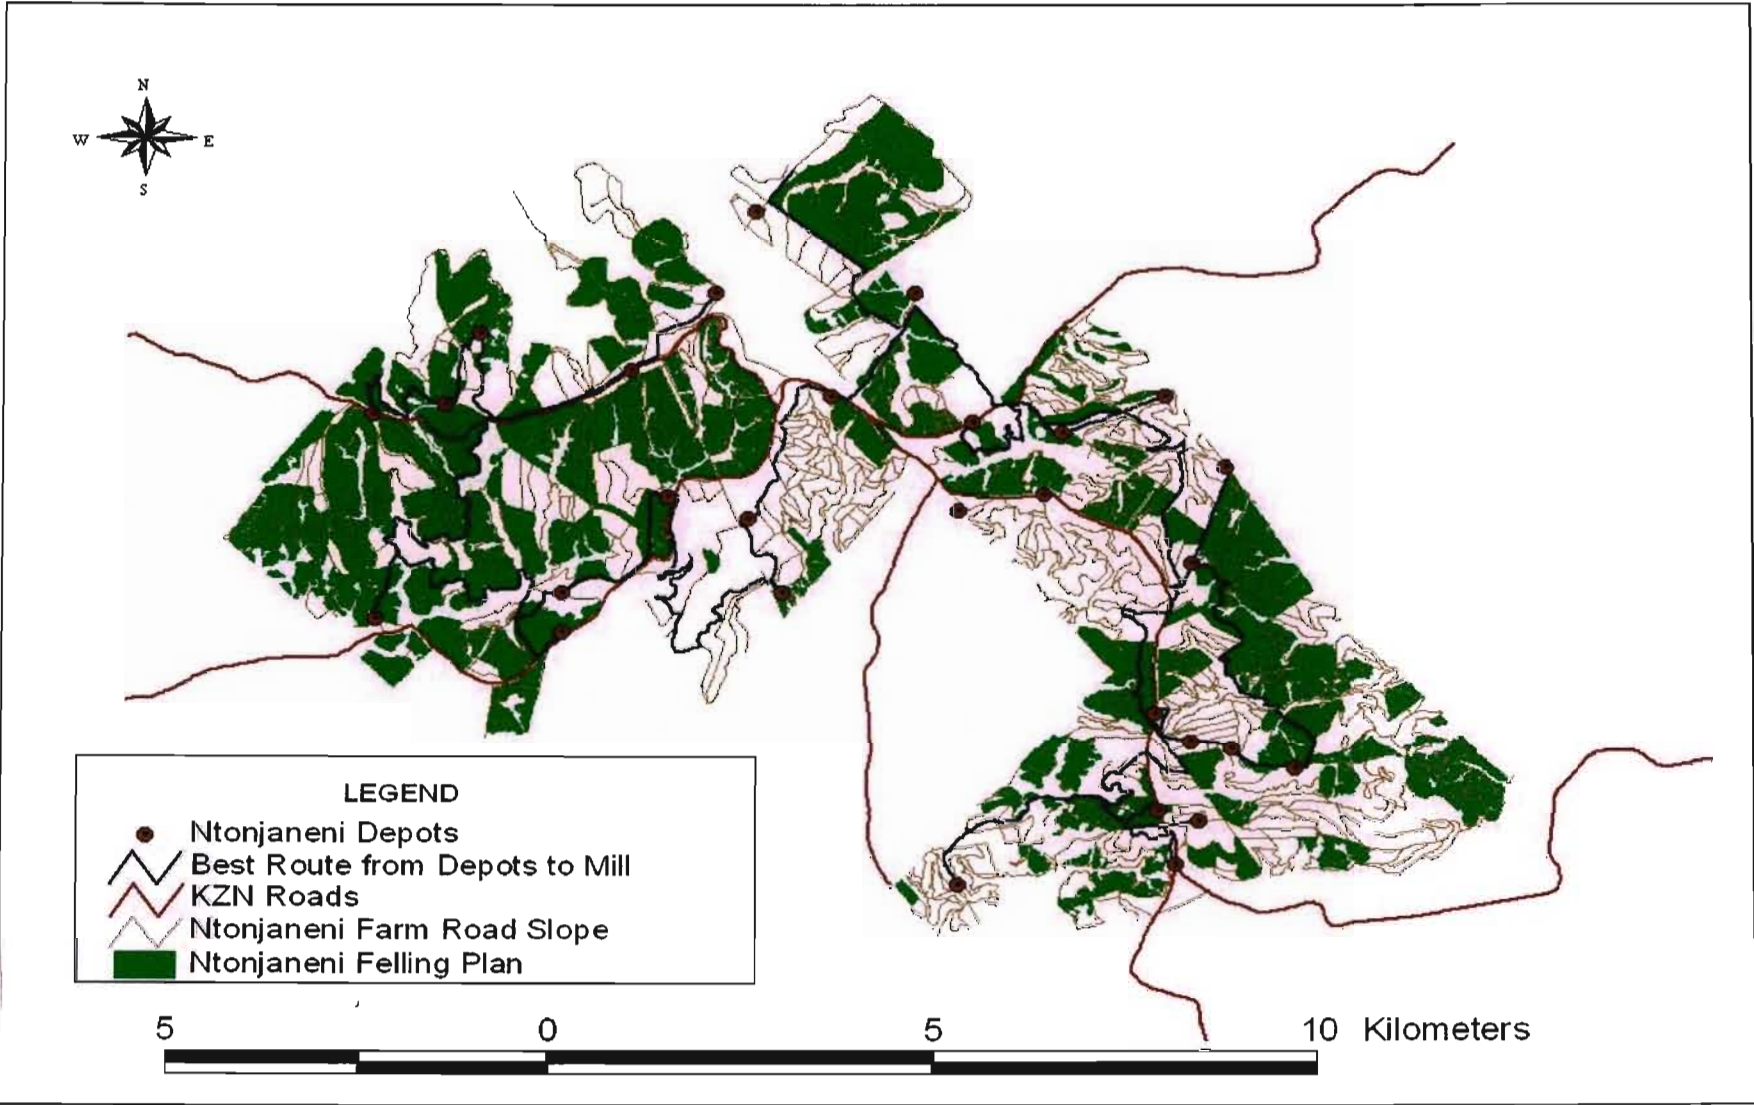 N
W E
S
LEGEND
Ntonjaneni Depots
Best Route from Depots to Mill
KZN Roads
Ntonjaneni Farm Road Slope
Ntonjaneni Felling Plan
5 0 5 10 Kilometers